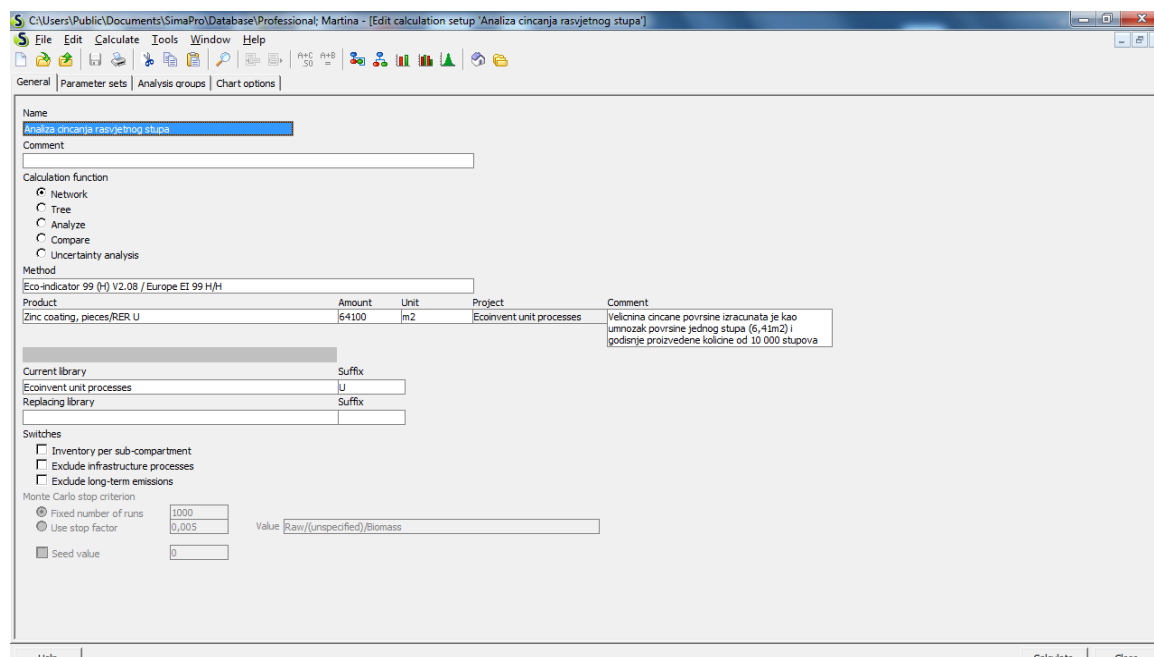 C:\Users\Public\Documents\SimaPro\Database\Professional; Martina - [Edit calculation setup 'Analiza cincanja rasvjetnog stupa']
File Edit Calculate Tools Window Help
A+C S0 A+B =
General Parameter sets Analysis groups Chart options
Name
Analiza cincanja rasvjetnog stupa
Comment
Calculation function
Network
Tree
Analyze
Compare
Uncertainty analysis
Method
Eco-indicator 99 (H) V2.08 / Europe EI 99 H/H
Product Amount Unit Project Comment
Zinc coating, pieces/RER U 64100 m2 Ecoinvent unit processes Velicnina cincane povrsine izracunata je kao
umnozak povrsine jednog stupa (6,41m2) i
godisnje proizvedene kolicine od 10 000 stupova
Current library Suffix
Ecoinvent unit processes U
Replacing library Suffix
Switches
Inventory per sub-compartment
Exclude infrastructure processes
Exclude long-term emissions
Monte Carlo stop criterion
Fixed number of runs 1000
Use stop factor 0,005 Value Raw/(unspecified)/Biomass
Seed value 0
Help Calculate Close